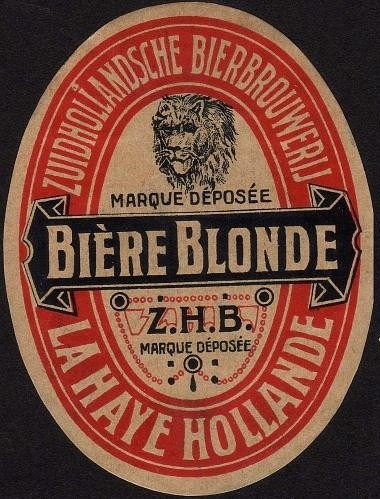 ZUIDHOLLANDSCHE BIERBROUWERIJ
MARQUE DÉPOSÉE
BIÈRE BLONDE
Z.H.B.
MARQUE DÉPOSÉE
LA HAYE HOLLANDE